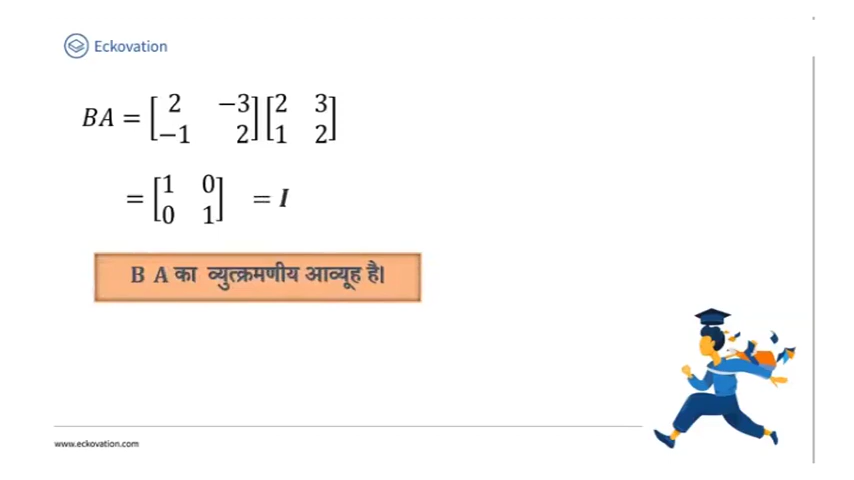 Eckovation
BA = [2 −3; −1 2] [2 3; 1 2]
= [1 0; 0 1] = I
B A का व्युत्क्रमणीय आव्यूह है।
www.eckovation.com